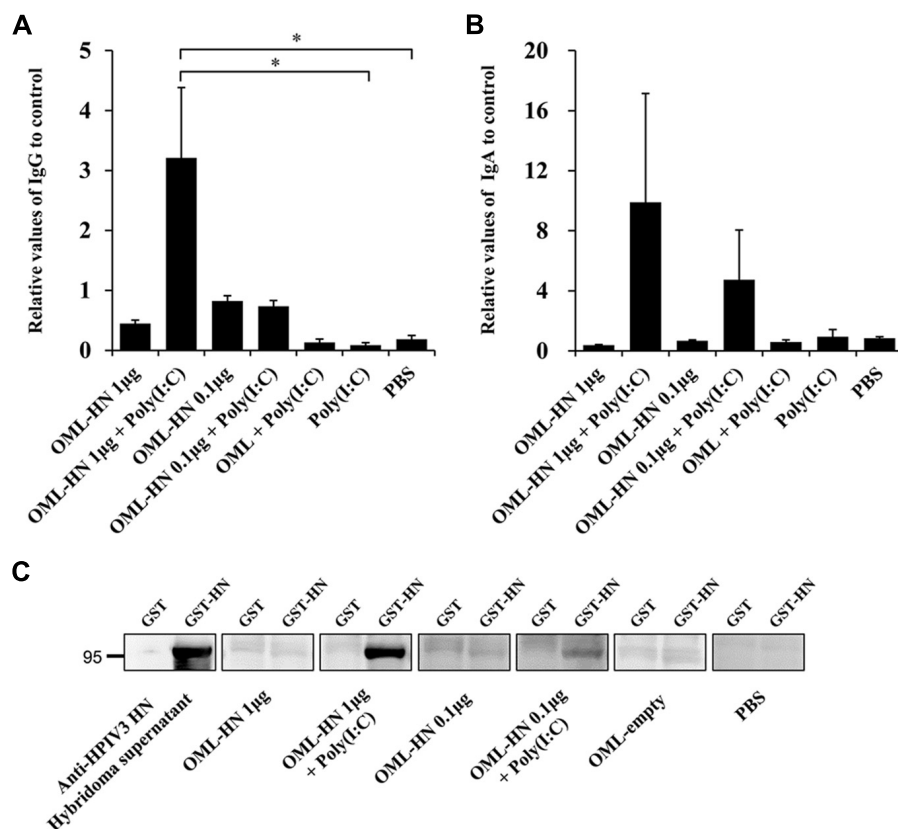 A
Relative values of IgG to control
5
4
3
2
1
0
*
*
OML-HN 1μg
OML-HN 1μg + Poly(I:C)
OML-HN 0.1μg
OML-HN 0.1μg + Poly(I:C)
OML + Poly(I:C)
Poly(I:C)
PBS
B
Relative values of IgA to control
20
16
12
8
4
0
OML-HN 1μg
OML-HN 1μg + Poly(I:C)
OML-HN 0.1μg
OML-HN 0.1μg + Poly(I:C)
OML + Poly(I:C)
Poly(I:C)
PBS
C
GST
GST-HN
GST
GST-HN
GST
GST-HN
GST
GST-HN
GST
GST-HN
GST
GST-HN
GST
GST-HN
95
Anti-HPIV3 HN
Hybridoma supernatant
OML-HN 1μg
OML-HN 1μg
+ Poly(I:C)
OML-HN 0.1μg
OML-HN 0.1μg
+ Poly(I:C)
OML-empty
PBS